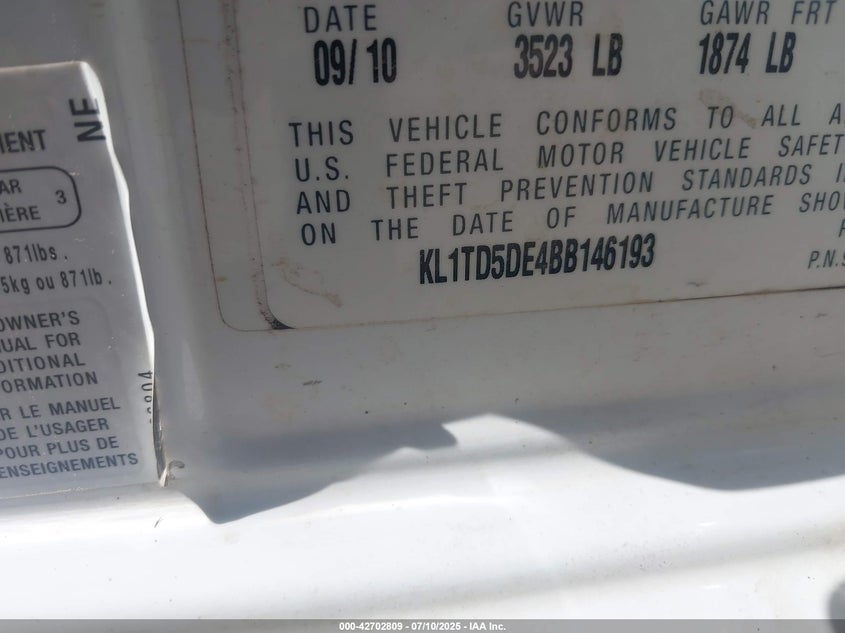 DATE GVWR GAWR FRT
09/10 3523 LB 1874 LB
THIS VEHICLE CONFORMS TO ALL A
U.S. FEDERAL MOTOR VEHICLE SAFET
AND THEFT PREVENTION STANDARDS I
ON THE DATE OF MANUFACTURE SHO
KL1TD5DE4BB146193
P.N.9
NE
IENT
AR
IÈRE 3
871lbs.
5kg ou 871lb.
OWNER'S
UAL FOR
DITIONAL
FORMATION
R LE MANUEL
DE L'USAGER
POUR PLUS DE
ENSEIGNEMENTS
000-42702809 - 07/10/2025 - IAA Inc.